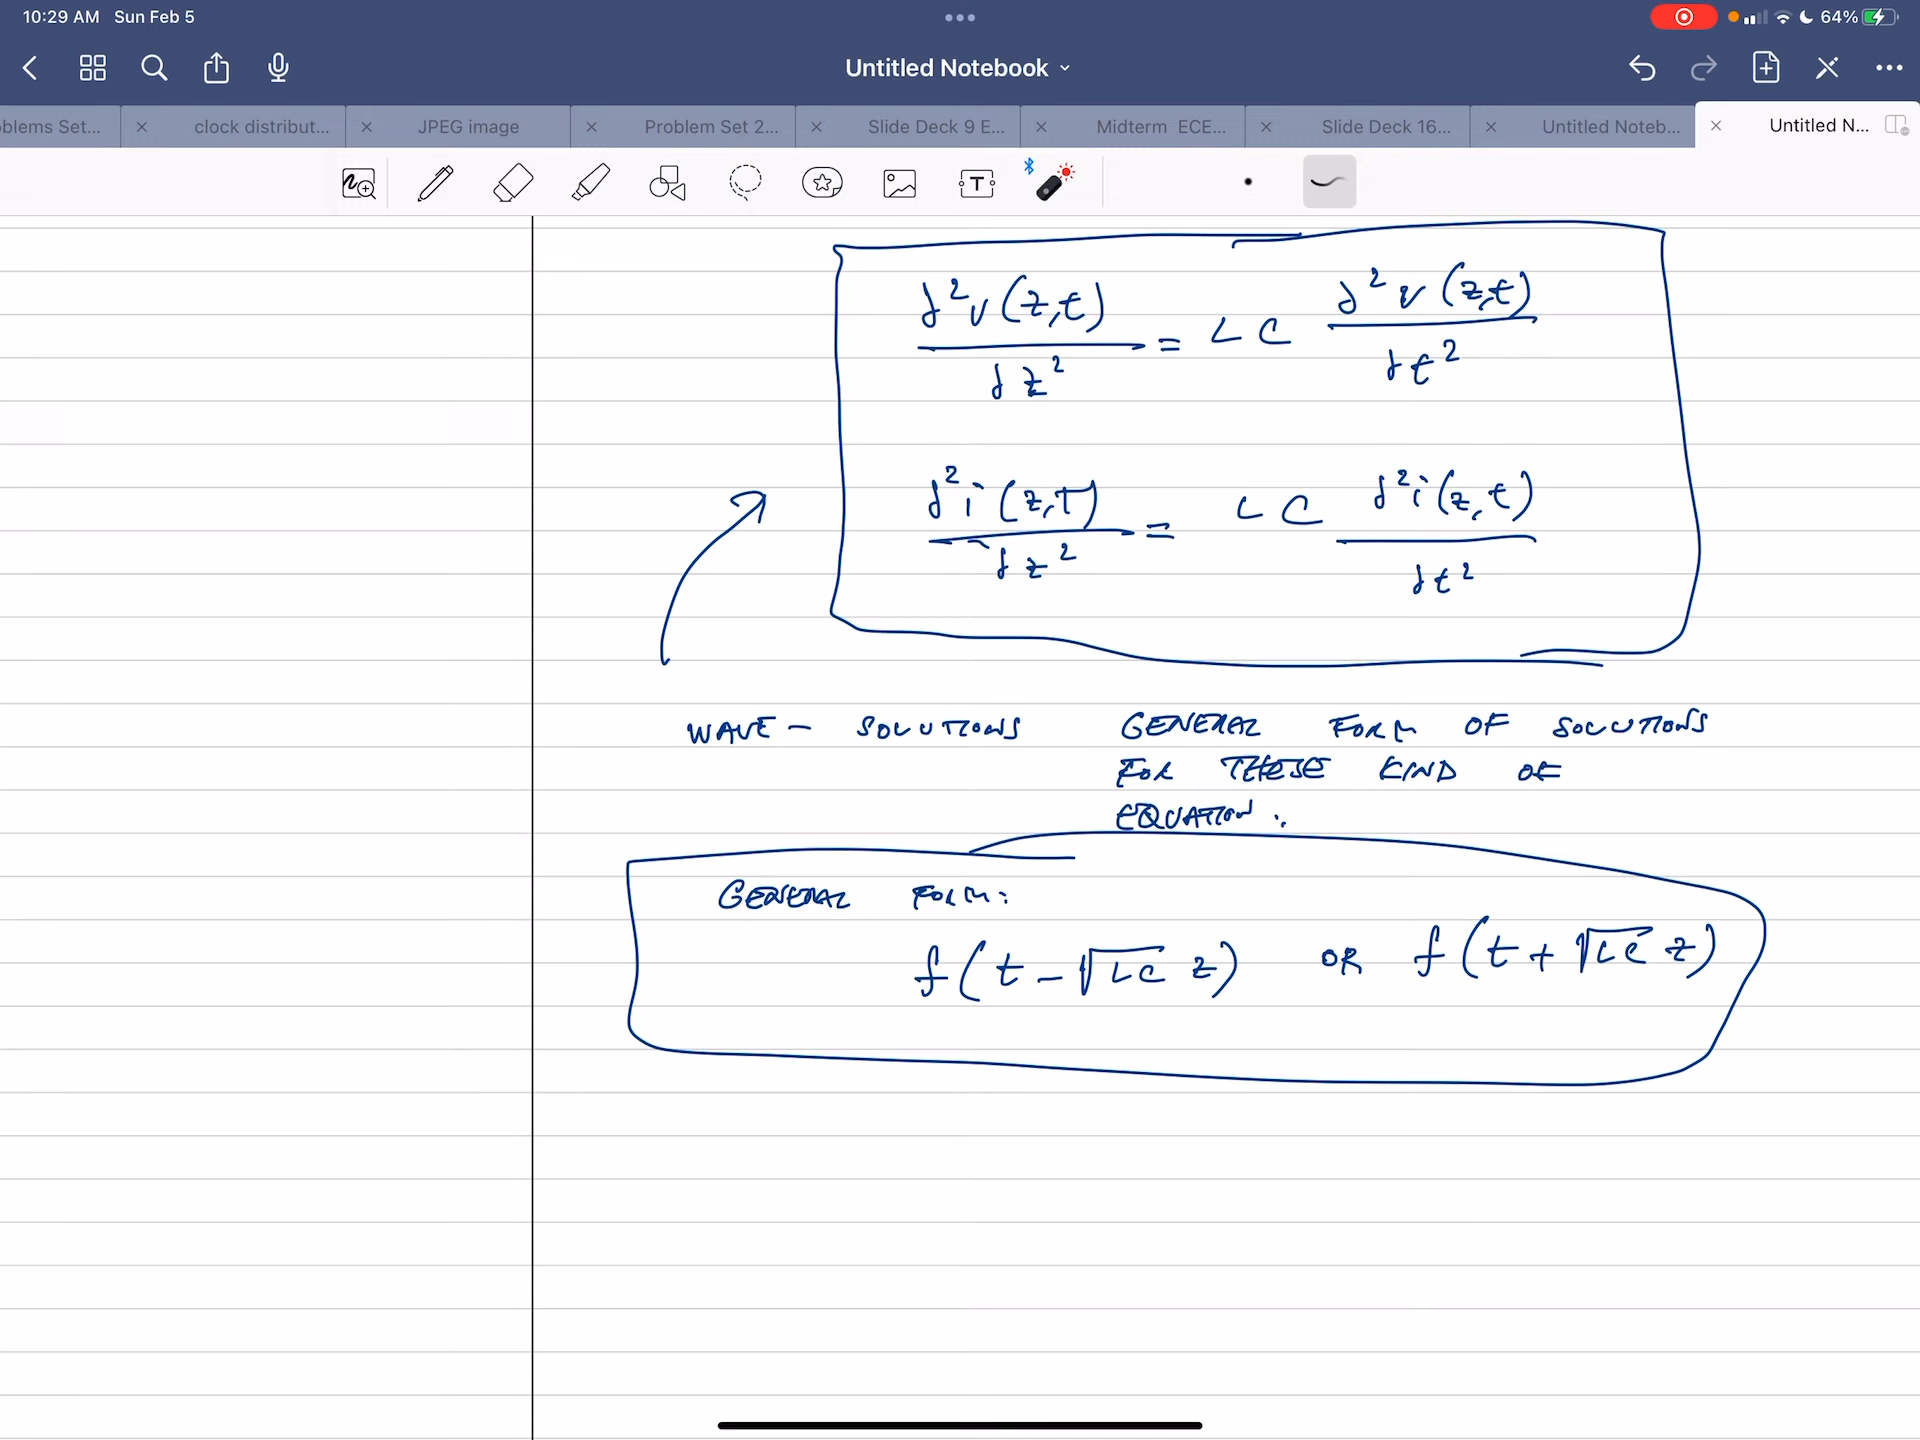 10:29 AM Sun Feb 5
64%
Untitled Notebook
oblems Set...
clock distribut...
JPEG image
Problem Set 2...
Slide Deck 9 E...
Midterm ECE...
Slide Deck 16...
Untitled Noteb...
Untitled N...
∂²v(z,t)/∂z² = LC ∂²v(z,t)/∂t²
∂²i(z,T)/∂z² = LC ∂²i(z,t)/∂t²
WAVE - SOLUTIONS GENERAL FORM OF SOLUTIONS
FOR THESE KIND OF
EQUATION:
GENERAL FORM:
f(t - √LC z) OR f(t + √LC z)